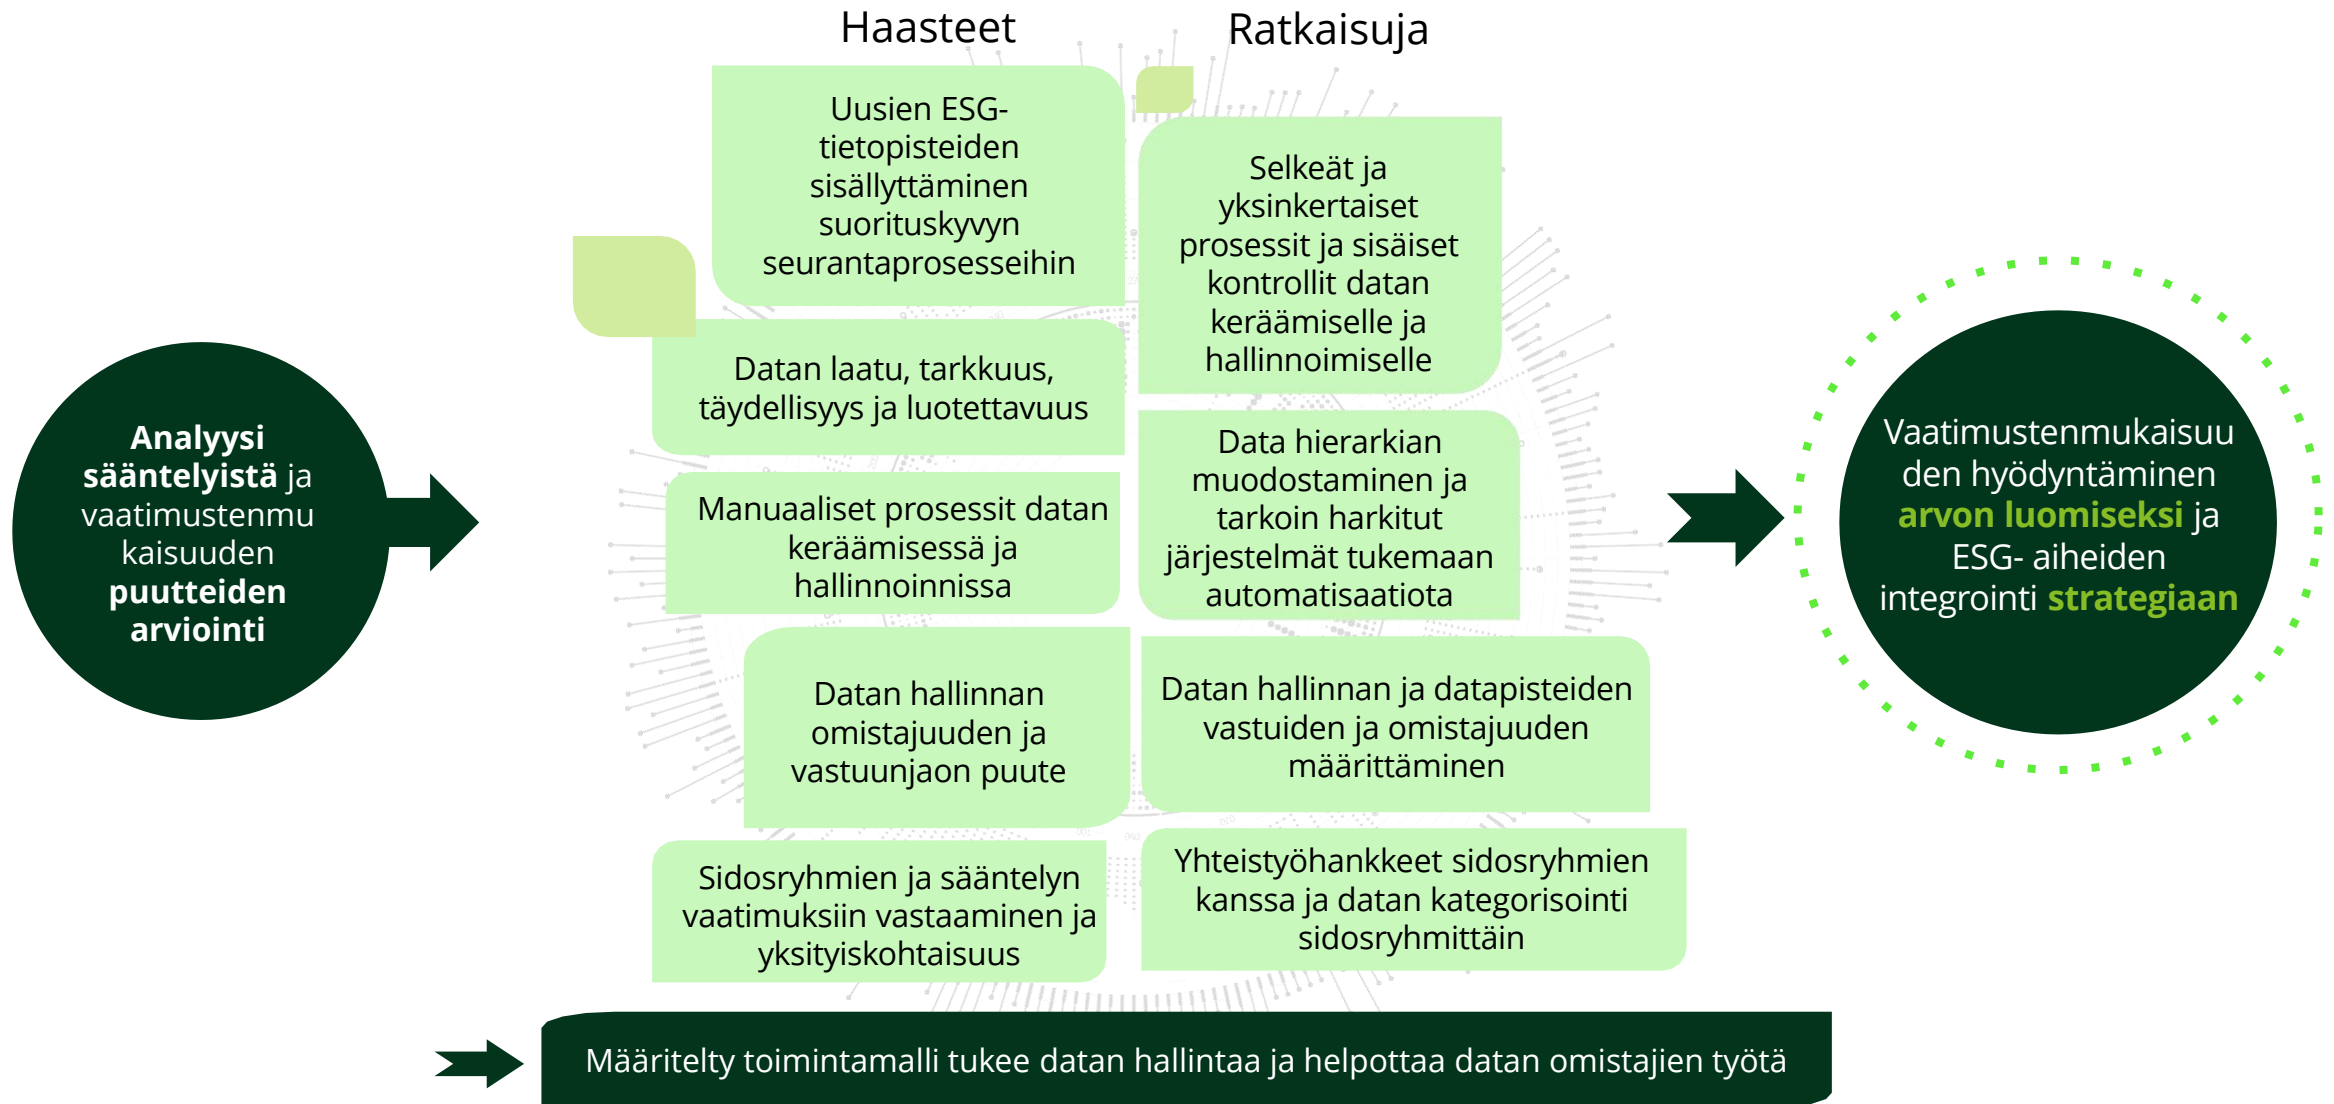 Haasteet
Ratkaisuja
Analyysi
sääntelyistä ja
vaatimustenmu
kaisuuden
puutteiden
arviointi
Uusien ESG-
tietopisteiden
sisällyttäminen
suorituskyvyn
seurantaprosesseihin
Datan laatu, tarkkuus,
täydellisyys ja luotettavuus
Manuaaliset prosessit datan
keräämisessä ja
hallinnoinnissa
Datan hallinnan
omistajuuden ja
vastuunjaon puute
Sidosryhmien ja sääntelyn
vaatimuksiin vastaaminen ja
yksityiskohtaisuus
Selkeät ja
yksinkertaiset
prosessit ja sisäiset
kontrollit datan
keräämiselle ja
hallinnoimiselle
Data hierarkian
muodostaminen ja
tarkoin harkitut
järjestelmät tukemaan
automatisaatiota
Datan hallinnan ja datapisteiden
vastuiden ja omistajuuden
määrittäminen
Yhteistyöhankkeet sidosryhmien
kanssa ja datan kategorisointi
sidosryhmittäin
Vaatimustenmukaisuu
den hyödyntäminen
arvon luomiseksi ja
ESG- aiheiden
integrointi strategiaan
Määritelty toimintamalli tukee datan hallintaa ja helpottaa datan omistajien työtä